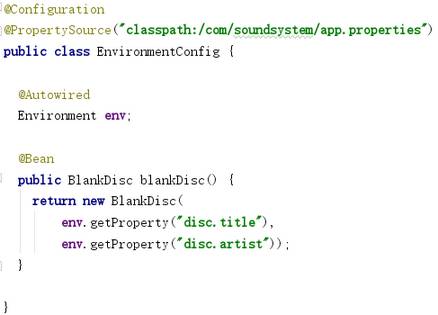 @Configuration
@PropertySource("classpath:/com/soundsystem/app.properties")
public class EnvironmentConfig {
@Autowired
Environment env;
@Bean
public BlankDisc blankDisc() {
return new BlankDisc(
env.getProperty("disc.title"),
env.getProperty("disc.artist"));
}
}